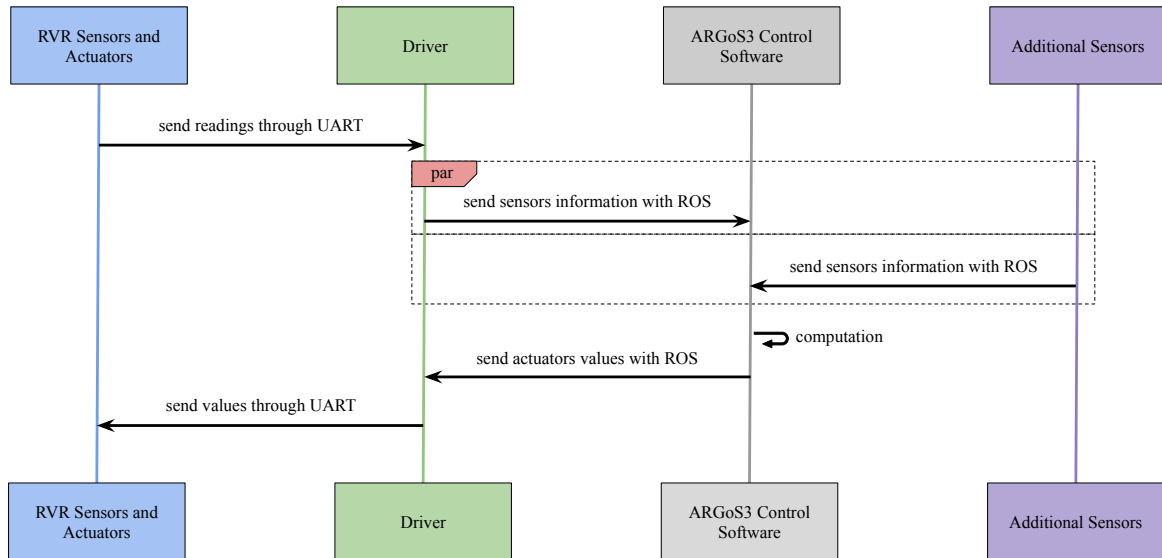 RVR Sensors and
Actuators
Driver
ARGoS3 Control
Software
Additional Sensors
send readings through UART
par
send sensors information with ROS
send sensors information with ROS
computation
send actuators values with ROS
send values through UART
RVR Sensors and
Actuators
Driver
ARGoS3 Control
Software
Additional Sensors